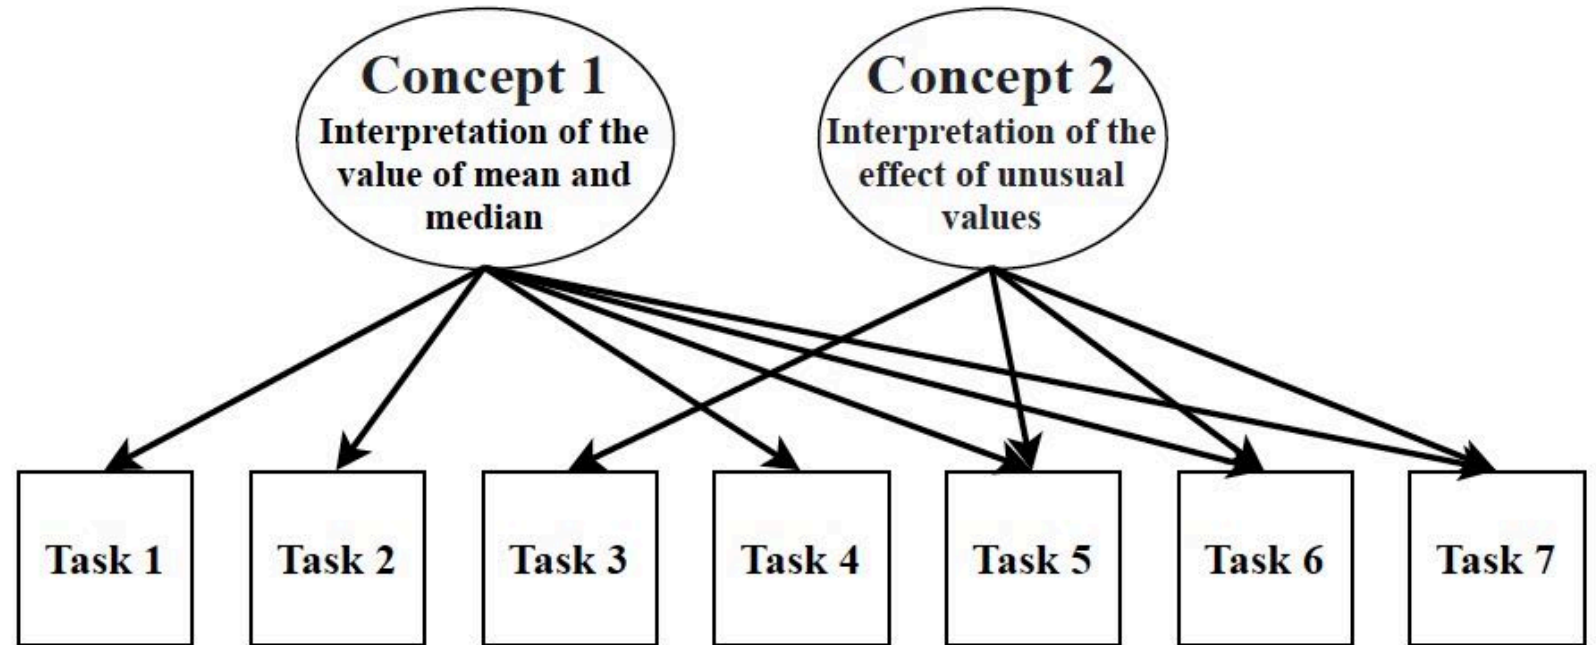 Concept 1
Interpretation of the
value of mean and
median
Concept 2
Interpretation of the
effect of unusual
values
Task 1
Task 2
Task 3
Task 4
Task 5
Task 6
Task 7